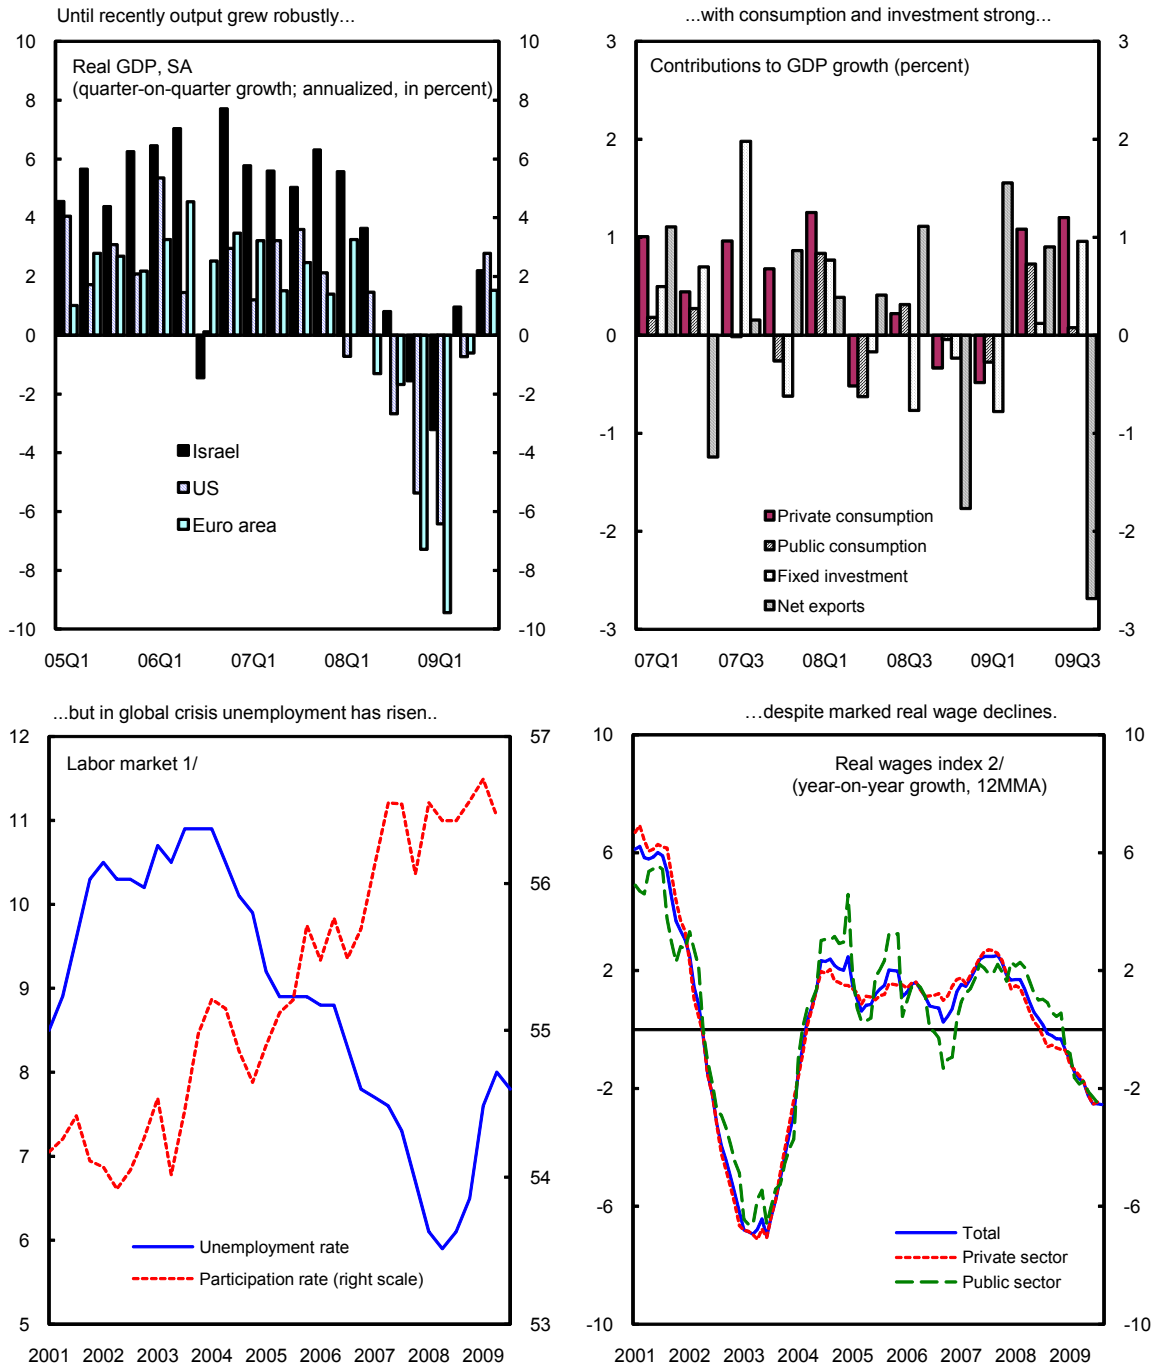 Until recently output grew robustly...
10
8
6
4
2
0
-2
-4
-6
-8
-10
Real GDP, SA
(quarter-on-quarter growth; annualized, in percent)
Israel
US
Euro area
10
8
6
4
2
0
-2
-4
-6
-8
-10
05Q1 06Q1 07Q1 08Q1 09Q1
...with consumption and investment strong...
3
2
1
0
-1
-2
-3
Contributions to GDP growth (percent)
Private consumption
Public consumption
Fixed investment
Net exports
3
2
1
0
-1
-2
-3
07Q1 07Q3 08Q1 08Q3 09Q1 09Q3
...but in global crisis unemployment has risen..
12
11
10
9
8
7
6
5
Labor market 1/
Unemployment rate
Participation rate (right scale)
57
56
55
54
53
2001 2002 2003 2004 2005 2006 2007 2008 2009
…despite marked real wage declines.
10
6
2
-2
-6
-10
Real wages index 2/
(year-on-year growth, 12MMA)
Total
Private sector
Public sector
10
6
2
-2
-6
-10
2001 2002 2003 2004 2005 2006 2007 2008 2009